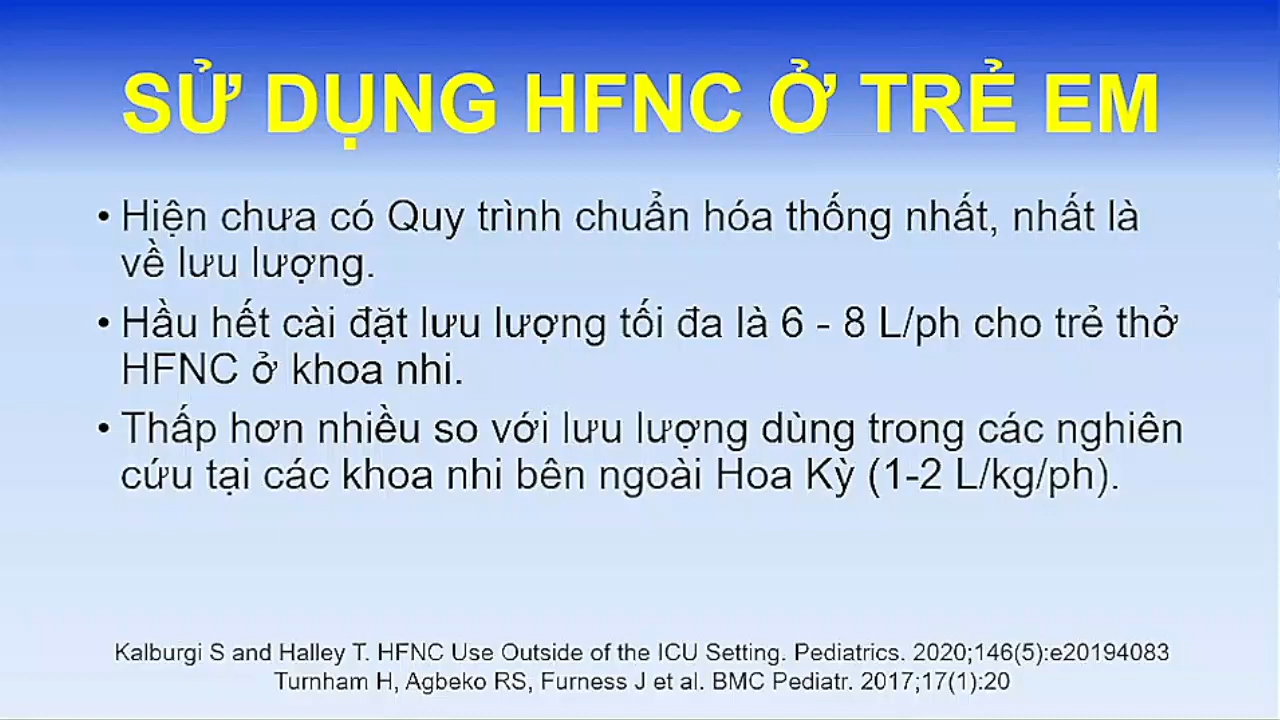 SỬ DỤNG HFNC Ở TRẺ EM
• Hiện chưa có Quy trình chuẩn hóa thống nhất, nhất là
về lưu lượng.
• Hầu hết cài đặt lưu lượng tối đa là 6 - 8 L/ph cho trẻ thở
HFNC ở khoa nhi.
• Thấp hơn nhiều so với lưu lượng dùng trong các nghiên
cứu tại các khoa nhi bên ngoài Hoa Kỳ (1-2 L/kg/ph).
Kalburgi S and Halley T. HFNC Use Outside of the ICU Setting. Pediatrics. 2020;146(5):e20194083
Turnham H, Agbeko RS, Furness J et al. BMC Pediatr. 2017;17(1):20